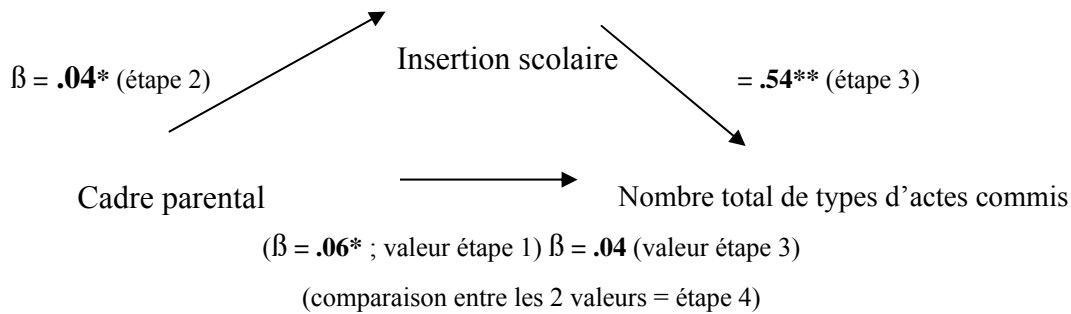 Insertion scolaire
ß = .04* (étape 2)
= .54** (étape 3)
Cadre parental
Nombre total de types d’actes commis
(ß = .06* ; valeur étape 1) ß = .04 (valeur étape 3)
(comparaison entre les 2 valeurs = étape 4)